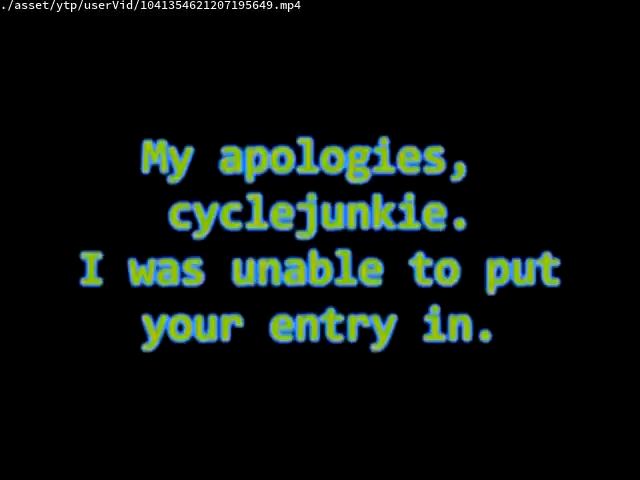 ./asset/ytp/userVid/1041354621207195649.mp4
My apologies,
cyclejunkie.
I was unable to put
your entry in.